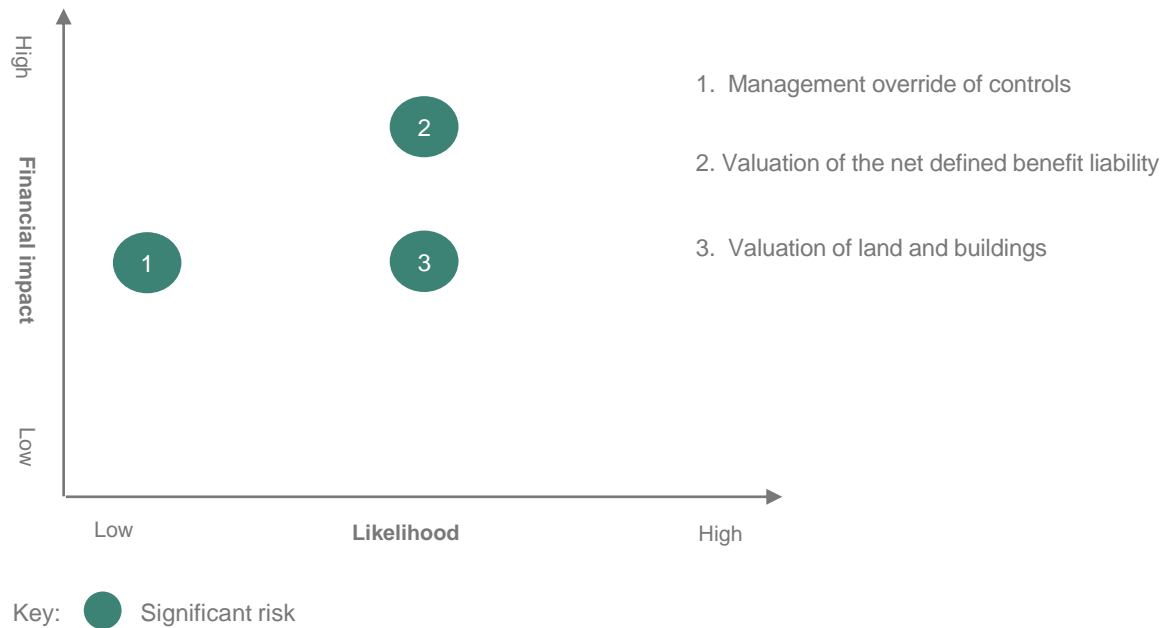 High
Financial impact
Low
2
1
3
1. Management override of controls
2. Valuation of the net defined benefit liability
3. Valuation of land and buildings
Low
Likelihood
High
Key:
Significant risk